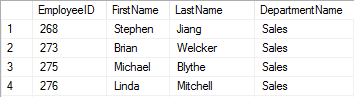 EmployeeID FirstName LastName DepartmentName
1 268 Stephen Jiang Sales
2 273 Brian Welcker Sales
3 275 Michael Blythe Sales
4 276 Linda Mitchell Sales